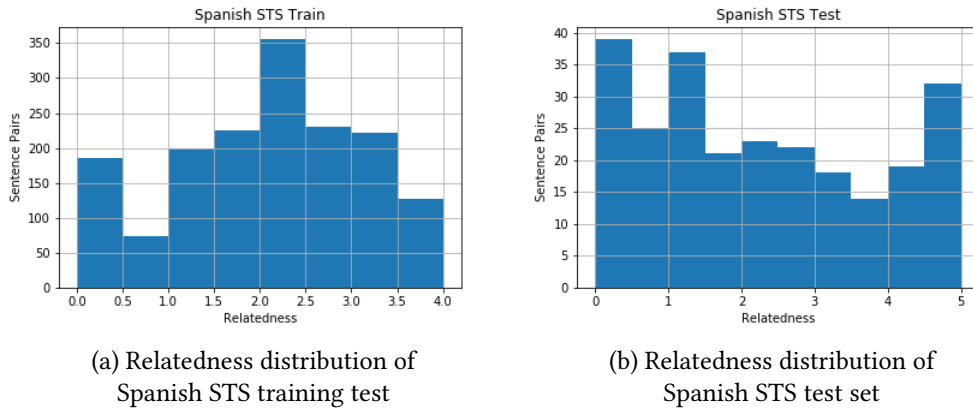 Spanish STS Train
350
300
250
200
150
100
50
0
Sentence Pairs
0.0 0.5 1.0 1.5 2.0 2.5 3.0 3.5 4.0
Relatedness
(a) Relatedness distribution of
Spanish STS training test
Spanish STS Test
40
35
30
25
20
15
10
5
0
Sentence Pairs
0 1 2 3 4 5
Relatedness
(b) Relatedness distribution of
Spanish STS test set